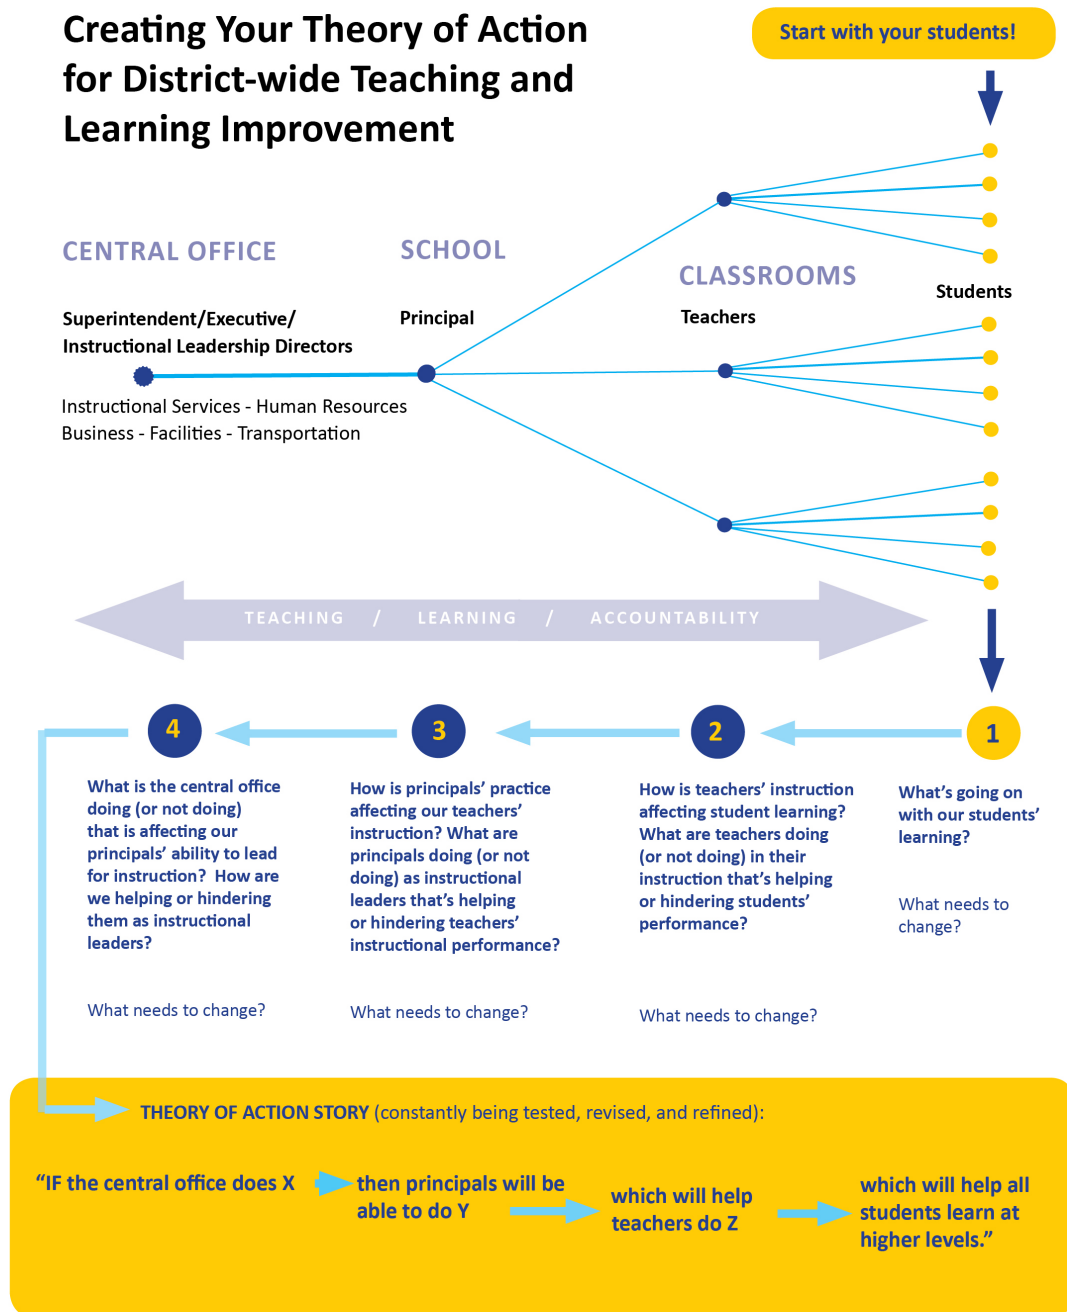 Creating Your Theory of Action
for District-wide Teaching and
Learning Improvement
Start with your students!
CENTRAL OFFICE
Superintendent/Executive/
Instructional Leadership Directors
Instructional Services - Human Resources
Business - Facilities - Transportation
SCHOOL
Principal
CLASSROOMS
Teachers
Students
TEACHING / LEARNING / ACCOUNTABILITY
4
What is the central office
doing (or not doing)
that is affecting our
principals’ ability to lead
for instruction?  How are
we helping or hindering
them as instructional
leaders?
What needs to change?
3
How is principals’ practice
affecting our teachers’
instruction? What are
principals doing (or not
doing) as instructional
leaders that’s helping
or hindering teachers’
instructional performance?
What needs to change?
2
How is teachers’ instruction
affecting student learning?
What are teachers doing
(or not doing) in their
instruction that’s helping
or hindering students’
performance?
What needs to change?
1
What’s going on
with our students’
learning?
What needs to
change?
THEORY OF ACTION STORY (constantly being tested, revised, and refined):
“IF the central office does X
then principals will be
able to do Y
which will help
teachers do Z
which will help all
students learn at
higher levels.”